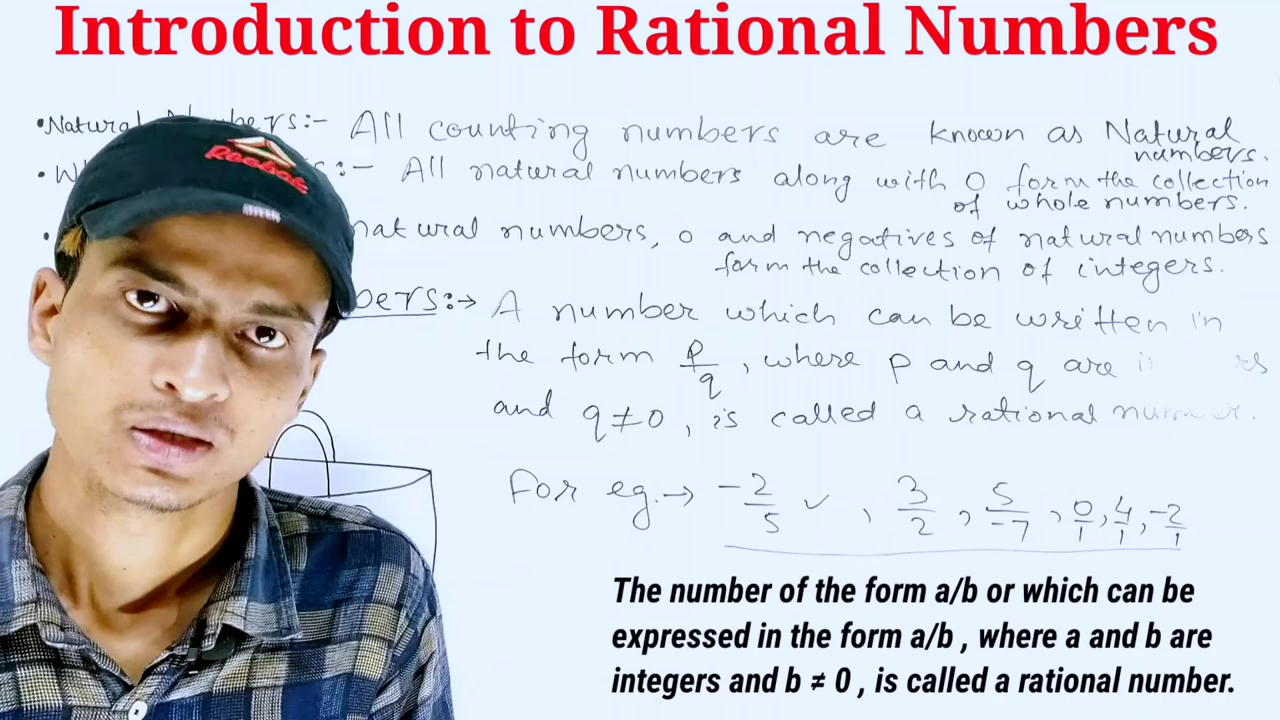 Introduction to Rational Numbers
•Natural N bers:- All counting numbers are known as Natural
numbers.
• W s:- All natural numbers along with 0 form the collection
of whole numbers.
• natural numbers, 0 and negatives of natural numbers
form the collection of integers.
bers:→ A number which can be written in
the form p/q, where p and q are i rs
and q≠0, is called a rational number.
For eg.→ -2/5 ✓, 3/2, 5/-7, 0/1, 4/1, -2/1
The number of the form a/b or which can be
expressed in the form a/b , where a and b are
integers and b ≠ 0 , is called a rational number.
Reebok